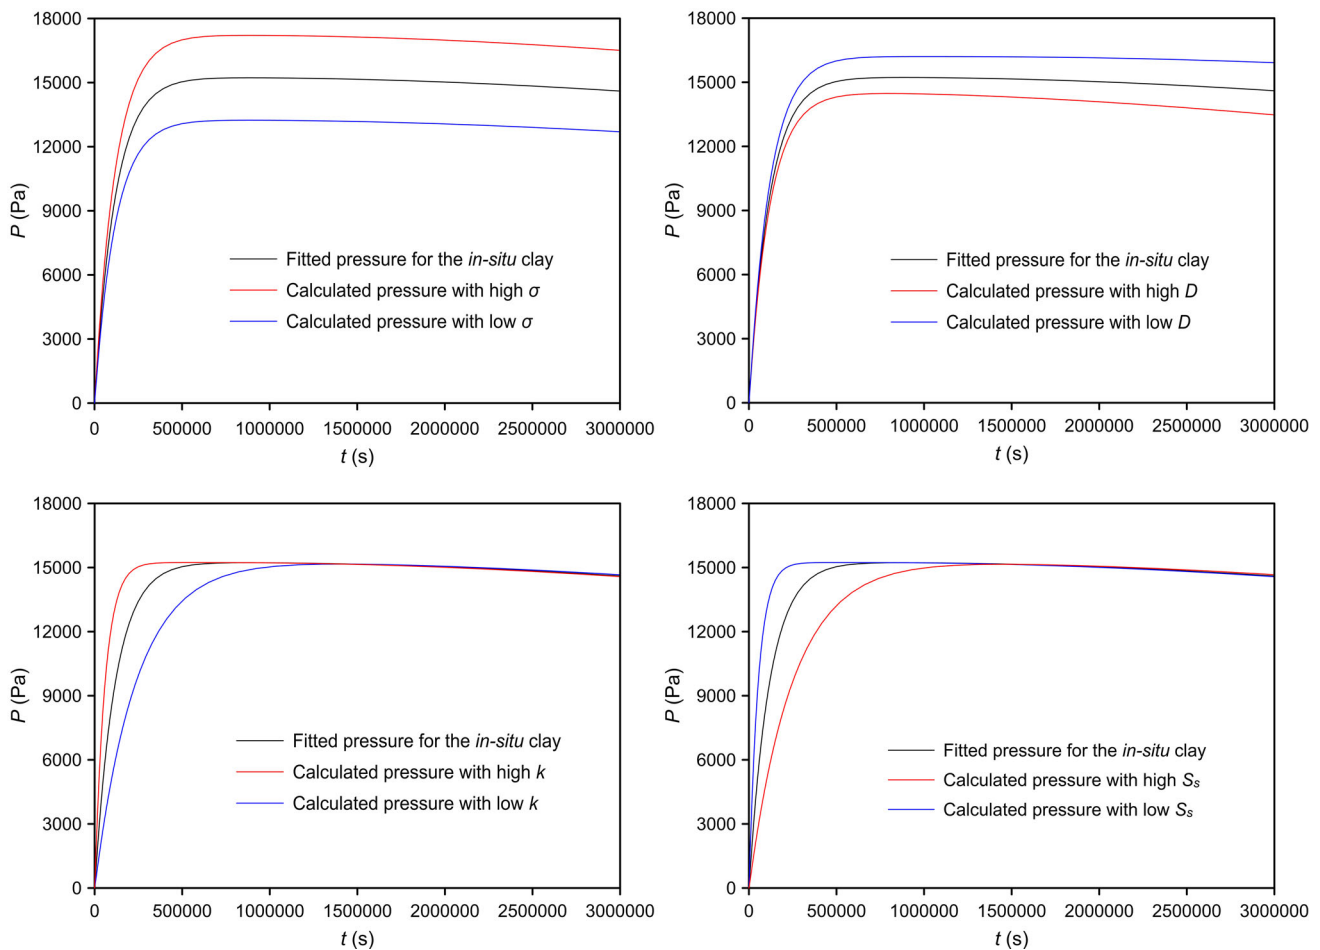 18000
15000
12000
9000
6000
3000
0
P (Pa)
Fitted pressure for the in-situ clay
Calculated pressure with high σ
Calculated pressure with low σ
0 500000 1000000 1500000 2000000 2500000 3000000
t (s)
18000
15000
12000
9000
6000
3000
0
P (Pa)
Fitted pressure for the in-situ clay
Calculated pressure with high D
Calculated pressure with low D
0 500000 1000000 1500000 2000000 2500000 3000000
t (s)
18000
15000
12000
9000
6000
3000
0
P (Pa)
Fitted pressure for the in-situ clay
Calculated pressure with high k
Calculated pressure with low k
0 500000 1000000 1500000 2000000 2500000 3000000
t (s)
18000
15000
12000
9000
6000
3000
0
P (Pa)
Fitted pressure for the in-situ clay
Calculated pressure with high Ss
Calculated pressure with low Ss
0 500000 1000000 1500000 2000000 2500000 3000000
t (s)